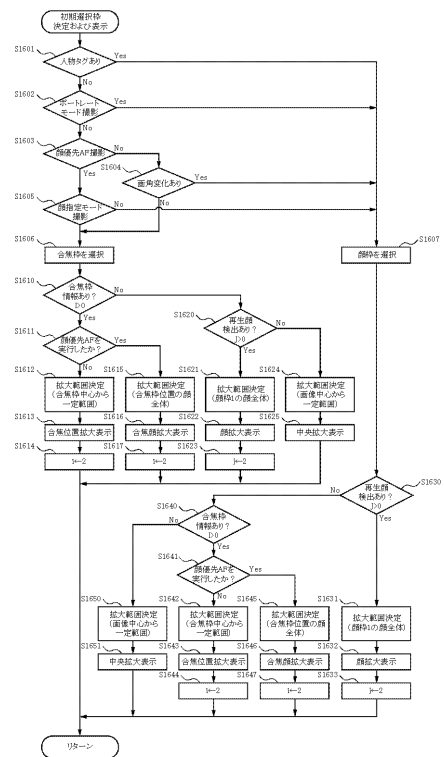 初期選択枠
決定および表示
S1601
人物タグあり
Yes
No
S1602
ポートレート
モード撮影
Yes
No
S1603
顔優先AF撮影
No
Yes
S1604
画角変化あり
Yes
No
S1605
顔指定モード
撮影
No
Yes
S1606
合焦枠を選択
S1607
顔枠を選択
S1610
合焦枠
情報あり?
I>0
No
Yes
S1611
顔優先AFを
実行したか?
Yes
No
S1620
再生顔
検出あり?
J>0
No
Yes
S1612
拡大範囲決定
(合焦枠中心から
一定範囲)
S1615
拡大範囲決定
(合焦枠位置の顔
全体)
S1621
拡大範囲決定
(顔枠1の顔全体)
S1624
拡大範囲決定
(画像中心から
一定範囲)
S1613
合焦位置拡大表示
S1616
合焦顔拡大表示
S1622
顔拡大表示
S1625
中央拡大表示
S1614
i←2
S1617
i←2
S1623
j←2
S1630
再生顔
検出あり?
J>0
No
Yes
S1640
合焦枠
情報あり?
I>0
No
Yes
S1641
顔優先AFを
実行したか?
Yes
No
S1650
拡大範囲決定
(画像中心から
一定範囲)
S1642
拡大範囲決定
(合焦枠中心から
一定範囲)
S1645
拡大範囲決定
(合焦枠位置の顔
全体)
S1631
拡大範囲決定
(顔枠1の顔全体)
S1651
中央拡大表示
S1643
合焦位置拡大表示
S1646
合焦顔拡大表示
S1632
顔拡大表示
S1644
i←2
S1647
i←2
S1633
j←2
リターン